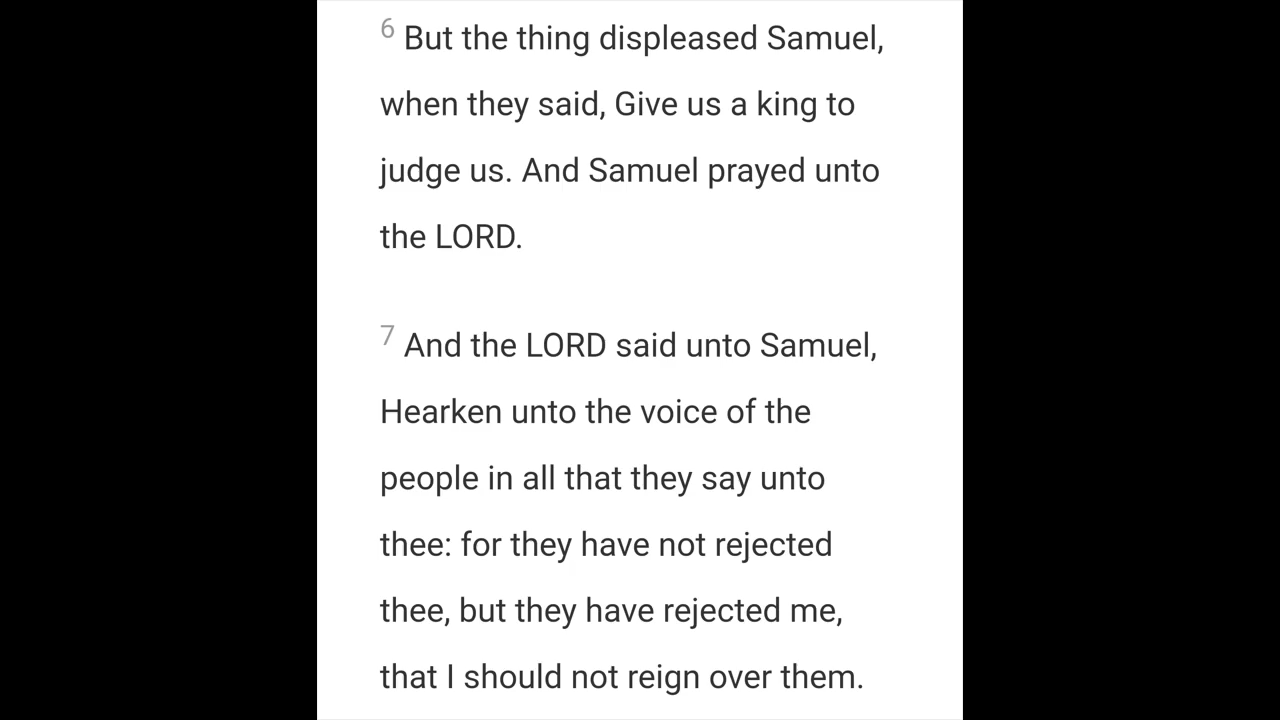 6 But the thing displeased Samuel,
when they said, Give us a king to
judge us. And Samuel prayed unto
the LORD.
7 And the LORD said unto Samuel,
Hearken unto the voice of the
people in all that they say unto
thee: for they have not rejected
thee, but they have rejected me,
that I should not reign over them.